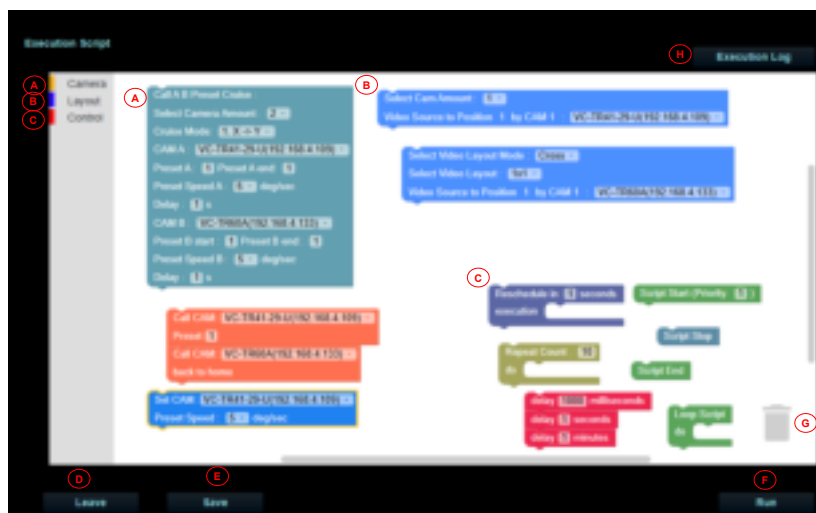 Execution Script
H
Execution Log
A
Camera
B
Layout
C
Control
A
Call A B Preset Cruise :
Select Camera Amount: 2
Cruise Mode: 1. X -> Y
CAM A : VC-TR41-29-U(192.168.4.109)
Preset A : 1 Preset A end: 1
Preset Speed A : 5 deg/sec
Delay 1 s
CAM B : VC-TR60A(192.168.4.133)
Preset B start : 1 Preset B end: 1
Preset Speed B : 5 deg/sec
Delay 1 s
Call CAM: VC-TR41-29-U(192.168.4.109)
Preset 1
Call CAM: VC-TR60A(192.168.4.133)
back to home
Set CAM: VC-TR41-29-U(192.168.4.109)
Preset Speed : 5 deg/sec
B
Select Cam Amount :
Video Source to Position 1 by CAM 1 : VC-TR41-29-U(192.168.4.109)
Select Video Layout Mode : Cross
Select Video Layout: 1v1
Video Source to Position 1 by CAM 1 : VC-TR60A(192.168.4.133)
C
Reschedule in seconds
execution
Script Start (Priority 5 )
Script Stop
Repeat Count 10
do
Script End
delay 1000 milliseconds
delay seconds
delay minutes
Loop Script
do
G
D
Leave
E
Save
F
Run